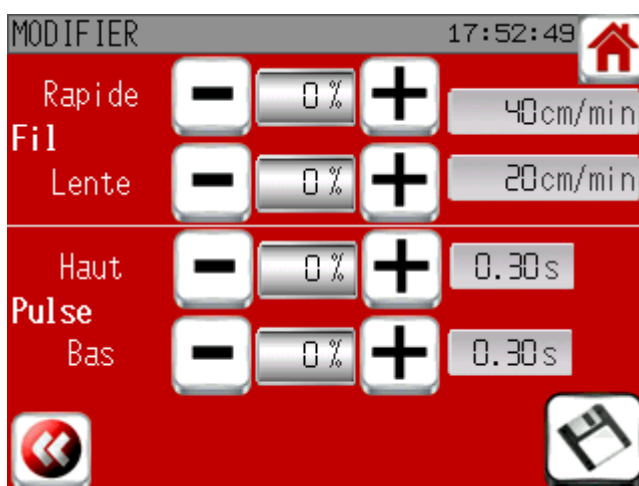 MODIFIER 17:52:49
Rapide 0% 40cm/min
Fil
Lente 0% 20cm/min
Haut 0% 0.30s
Pulse
Bas 0% 0.30s